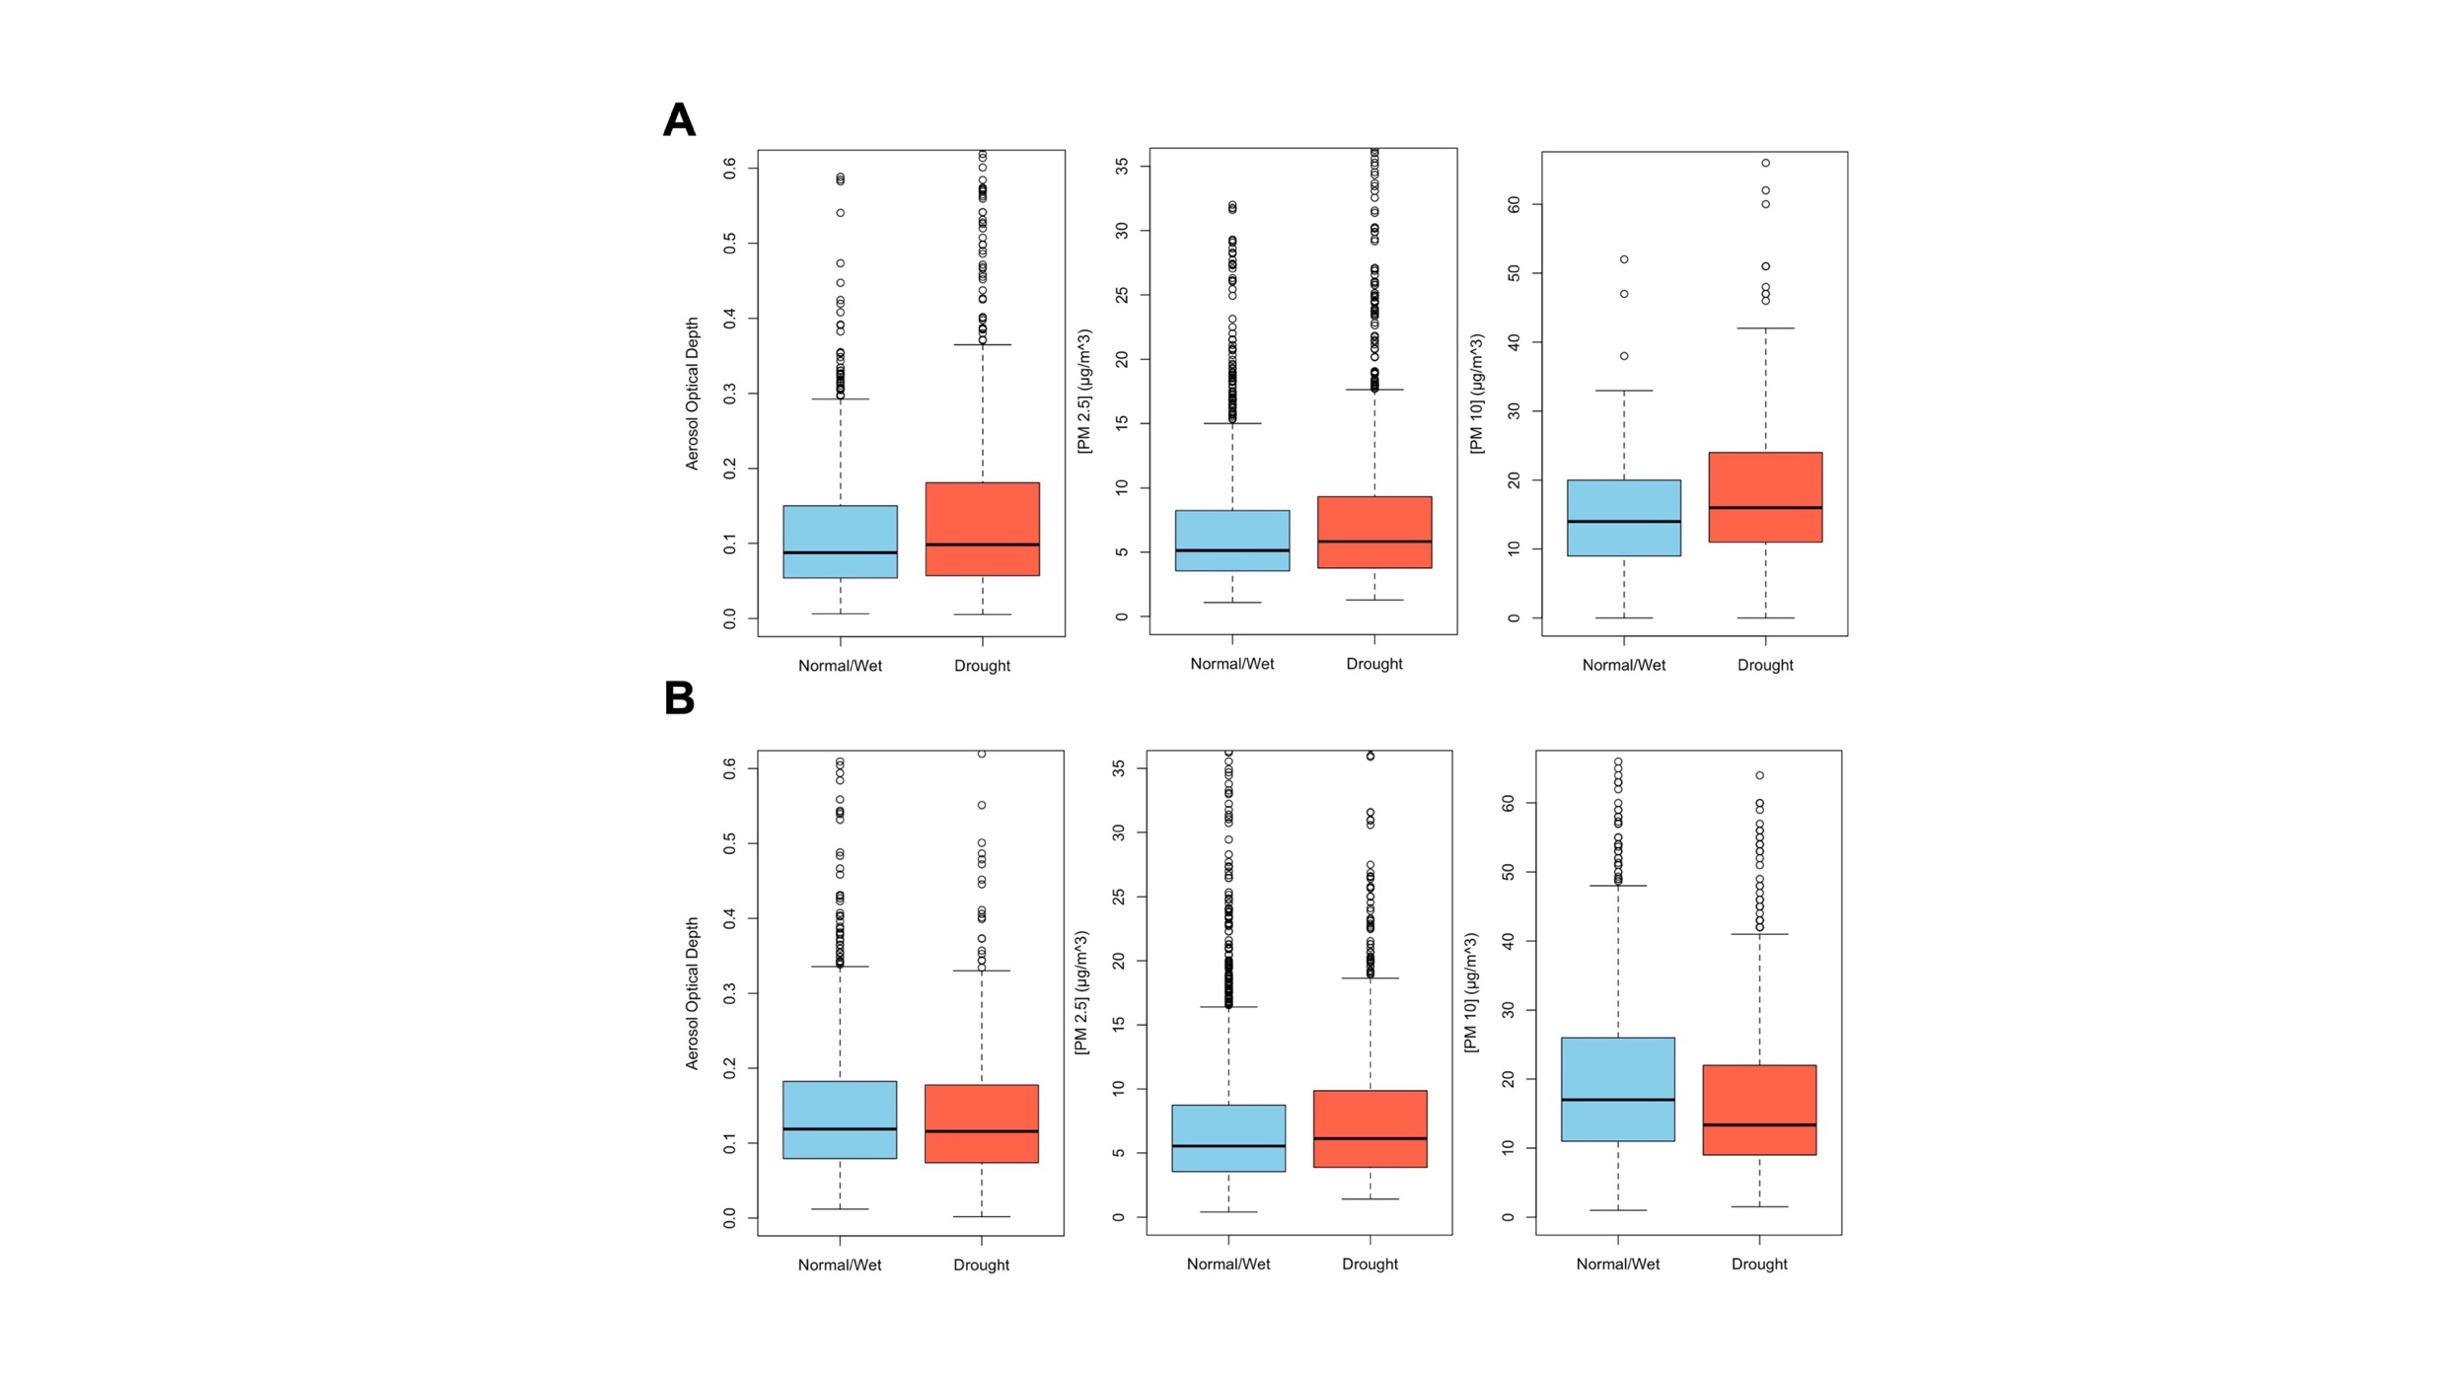 A
Aerosol Optical Depth
0.0 0.1 0.2 0.3 0.4 0.5 0.6
Normal/Wet Drought
[PM 2.5] (µg/m^3)
0 5 10 15 20 25 30 35
Normal/Wet Drought
[PM 10] (µg/m^3)
0 10 20 30 40 50 60
Normal/Wet Drought
B
Aerosol Optical Depth
0.0 0.1 0.2 0.3 0.4 0.5 0.6
Normal/Wet Drought
[PM 2.5] (µg/m^3)
0 5 10 15 20 25 30 35
Normal/Wet Drought
[PM 10] (µg/m^3)
0 10 20 30 40 50 60
Normal/Wet Drought